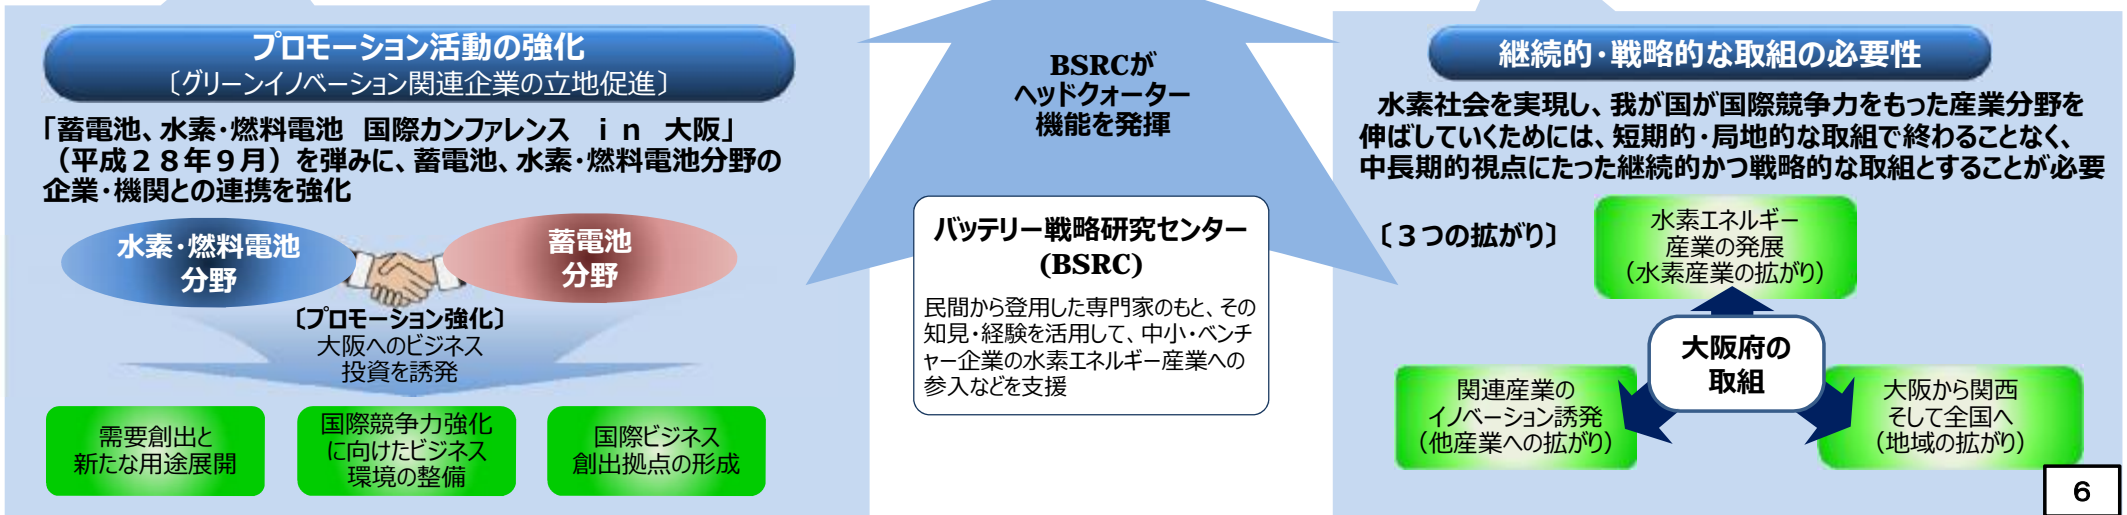 プロモーション活動の強化
〔グリーンイノベーション関連企業の立地促進〕
「蓄電池、水素・燃料電池 国際カンファレンス ｉｎ 大阪」
（平成２８年９月）を弾みに、蓄電池、水素・燃料電池分野の
企業・機関との連携を強化
水素・燃料電池
分野
蓄電池
分野
〔プロモーション強化〕
大阪へのビジネス
投資を誘発
需要創出と
新たな用途展開
国際競争力強化
に向けたビジネス
環境の整備
国際ビジネス
創出拠点の形成
BSRCが
ヘッドクォーター
機能を発揮
バッテリー戦略研究センター
(BSRC)
民間から登用した専門家のもと、その
知見・経験を活用して、中小・ベンチ
ャー企業の水素エネルギー産業への
参入などを支援
継続的・戦略的な取組の必要性
水素社会を実現し、我が国が国際競争力をもった産業分野を
伸ばしていくためには、短期的・局地的な取組で終わることなく、
中長期的視点にたった継続的かつ戦略的な取組とすることが必要
〔３つの拡がり〕
水素エネルギー
産業の発展
（水素産業の拡がり）
大阪府の
取組
関連産業の
イノベーション誘発
（他産業への拡がり）
大阪から関西
そして全国へ
（地域の拡がり）
6